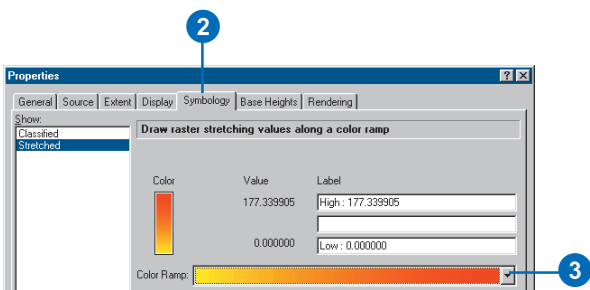 2
Properties
General Source Extent Display Symbology Base Heights Rendering
Show:
Classified
Stretched
Draw raster stretching values along a color ramp
Color Value Label
177.339905 High : 177.339905
0.000000 Low : 0.000000
Color Ramp:
3